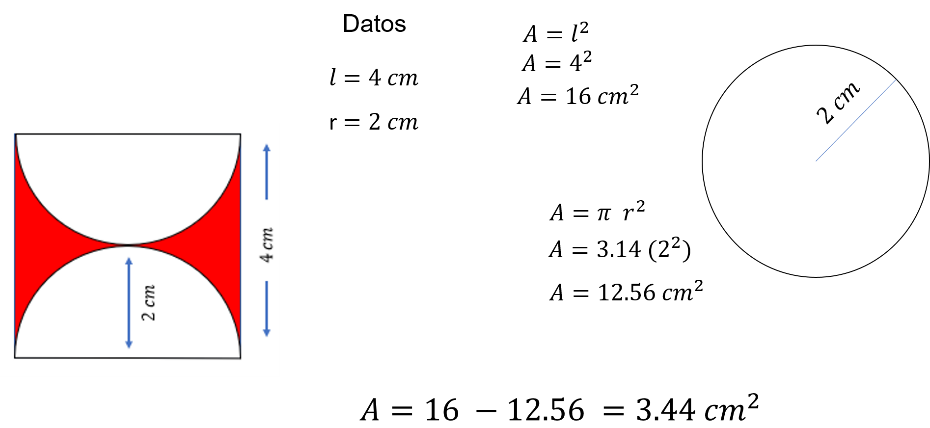 Datos
l = 4 cm
r = 2 cm
A = l²
A = 4²
A = 16 cm²
2 cm
4 cm
2 cm
A = π r²
A = 3.14 (2²)
A = 12.56 cm²
A = 16 − 12.56 = 3.44 cm²